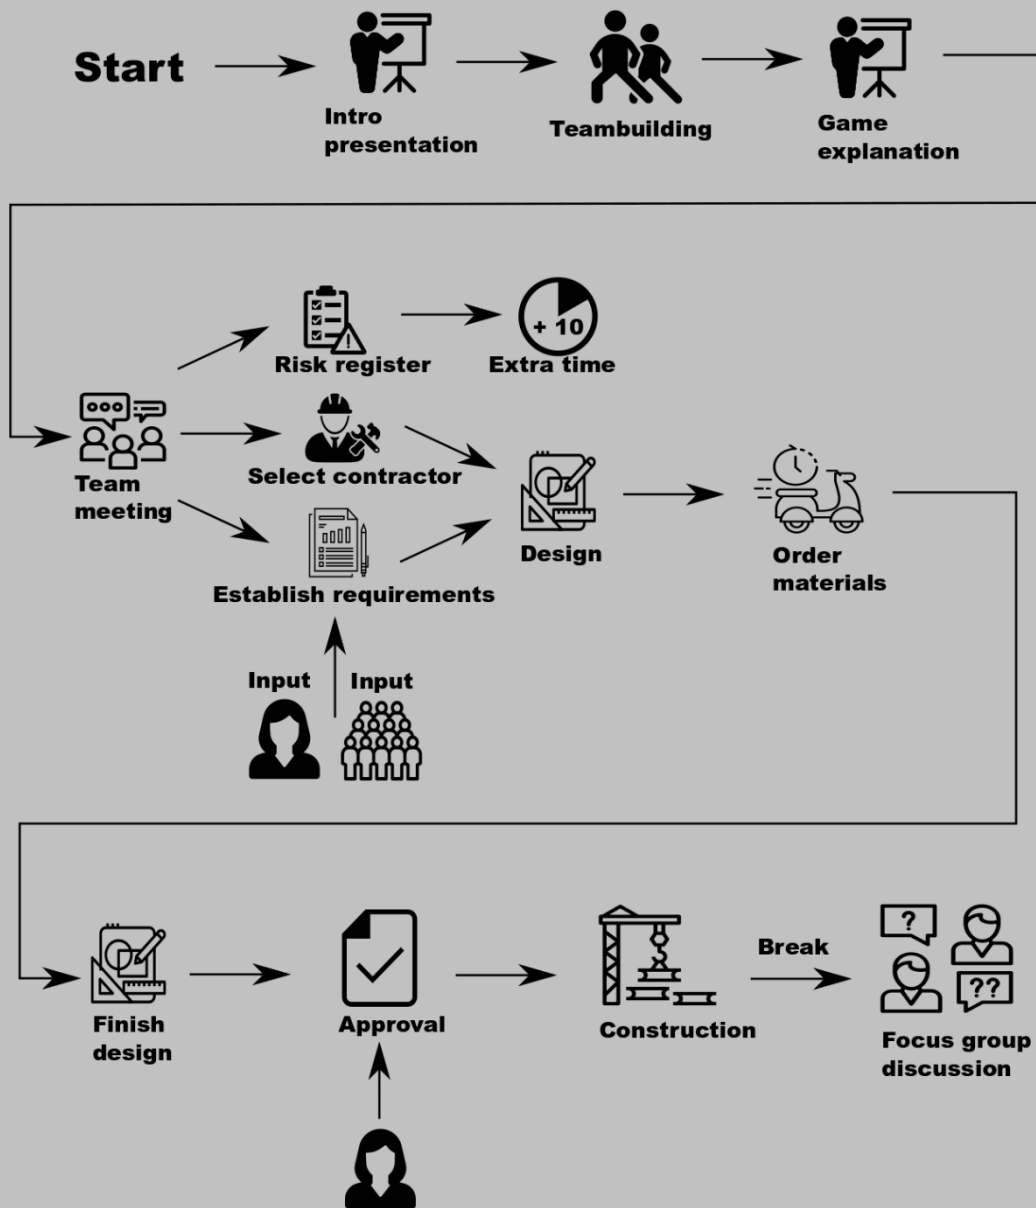 Start
Intro
presentation
Teambuilding
Game
explanation
+ 10
Risk register
Extra time
Team
meeting
Select contractor
Design
Order
materials
Establish requirements
Input
Input
Finish
design
Approval
Construction
Break
?
??
Focus group
discussion